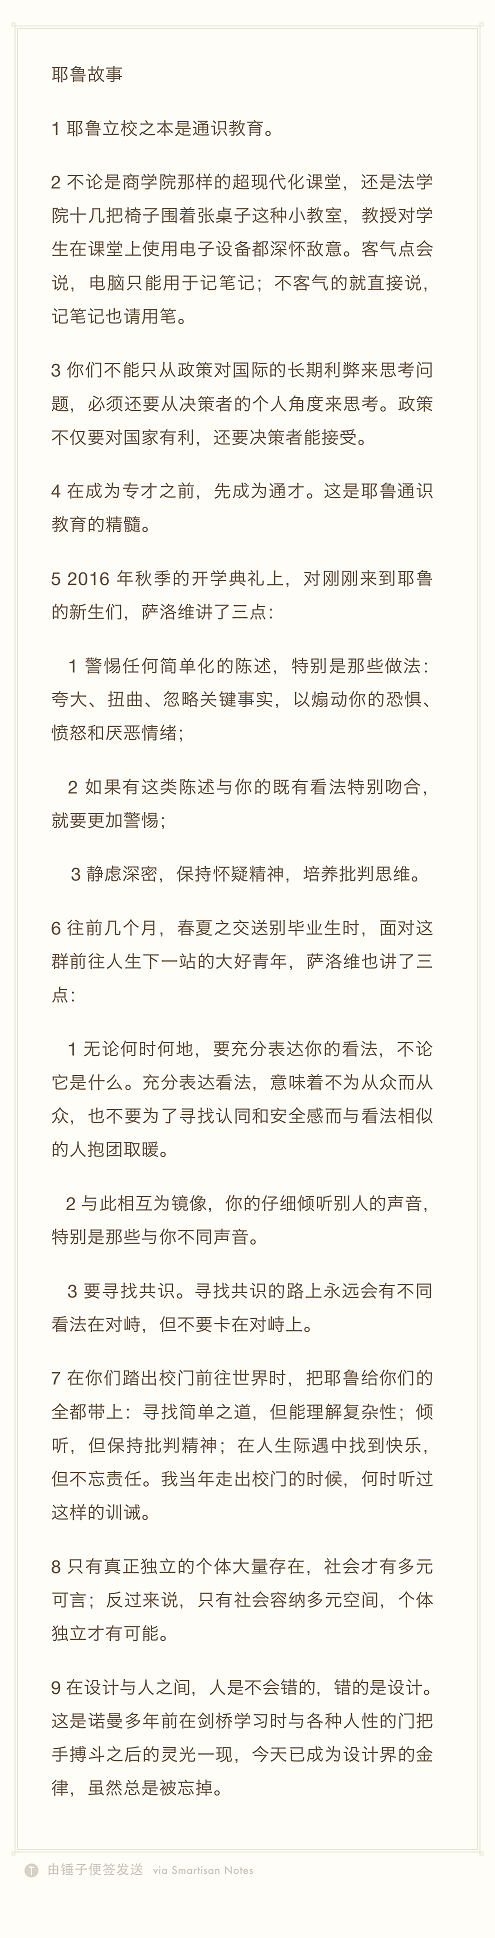 耶鲁故事
1 耶鲁立校之本是通识教育。
2 不论是商学院那样的超现代化课堂，还是法学
院十几把椅子围着张桌子这种小教室，教授对学
生在课堂上使用电子设备都深怀敌意。客气点会
说，电脑只能用于记笔记；不客气的就直接说，
记笔记也请用笔。
3 你们不能只从政策对国际的长期利弊来思考问
题，必须还要从决策者的个人角度来思考。政策
不仅要对国家有利，还要决策者能接受。
4 在成为专才之前，先成为通才。这是耶鲁通识
教育的精髓。
5 2016 年秋季的开学典礼上，对刚刚来到耶鲁
的新生们，萨洛维讲了三点：
1 警惕任何简单化的陈述，特别是那些做法：
夸大、扭曲、忽略关键事实，以煽动你的恐惧、
愤怒和厌恶情绪；
2 如果有这类陈述与你的既有看法特别吻合，
就要更加警惕；
3 静虑深密，保持怀疑精神，培养批判思维。
6 往前几个月，春夏之交送别毕业生时，面对这
群前往人生下一站的大好青年，萨洛维也讲了三
点：
1 无论何时何地，要充分表达你的看法，不论
它是什么。充分表达看法，意味着不为从众而从
众，也不要为了寻找认同和安全感而与看法相似
的人抱团取暖。
2 与此相互为镜像，你的仔细倾听别人的声音，
特别是那些与你不同声音。
3 要寻找共识。寻找共识的路上永远会有不同
看法在对峙，但不要卡在对峙上。
7 在你们踏出校门前往世界时，把耶鲁给你们的
全都带上：寻找简单之道，但能理解复杂性；倾
听，但保持批判精神；在人生际遇中找到快乐，
但不忘责任。我当年走出校门的时候，何时听过
这样的训诫。
8 只有真正独立的个体大量存在，社会才有多元
可言；反过来说，只有社会容纳多元空间，个体
独立才有可能。
9 在设计与人之间，人是不会错的，错的是设计。
这是诺曼多年前在剑桥学习时与各种人性的门把
手搏斗之后的灵光一现，今天已成为设计界的金
律，虽然总是被忘掉。
T 由锤子便签发送 via Smartisan Notes